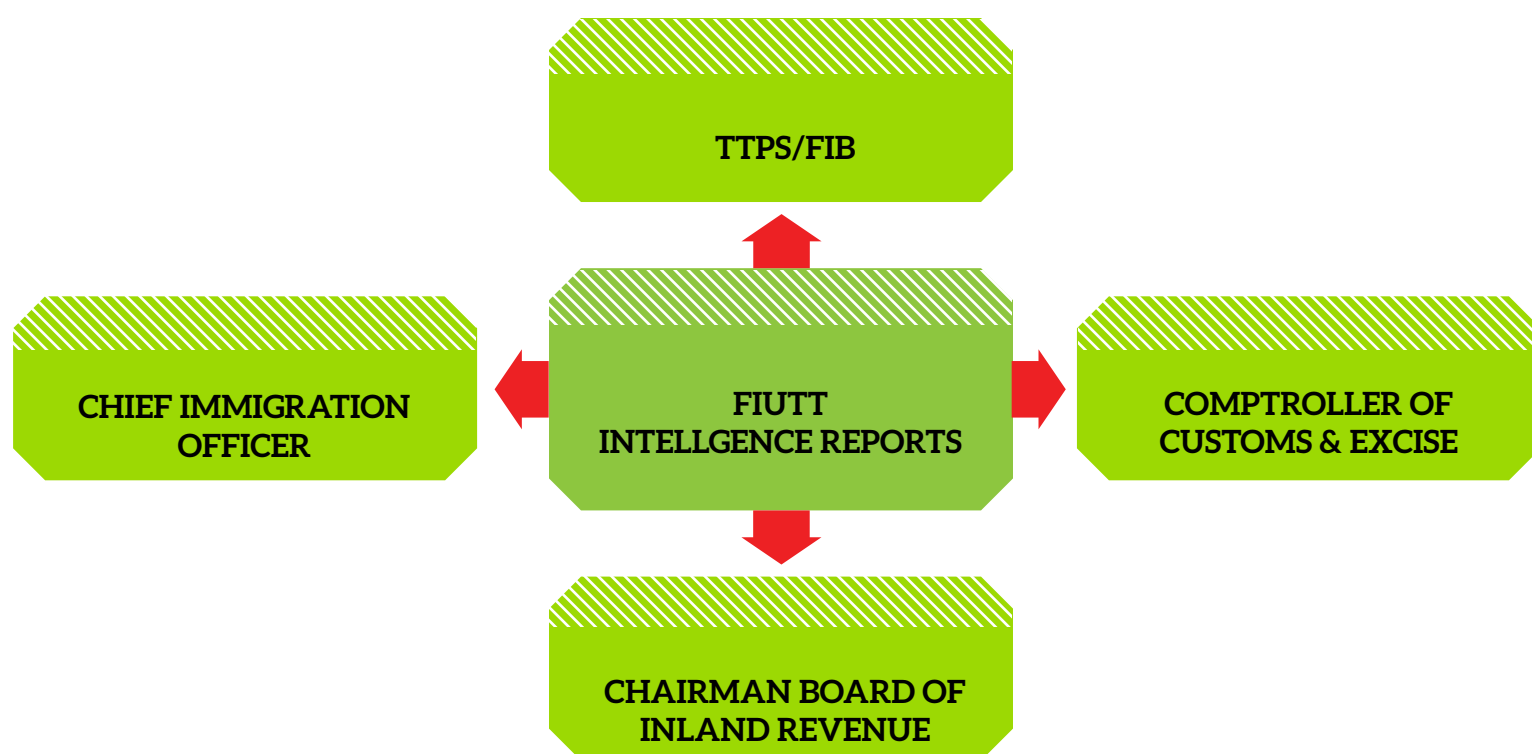 TTPS/FIB
CHIEF IMMIGRATION
OFFICER
FIUTT
INTELLGENCE REPORTS
COMPTROLLER OF
CUSTOMS & EXCISE
CHAIRMAN BOARD OF
INLAND REVENUE